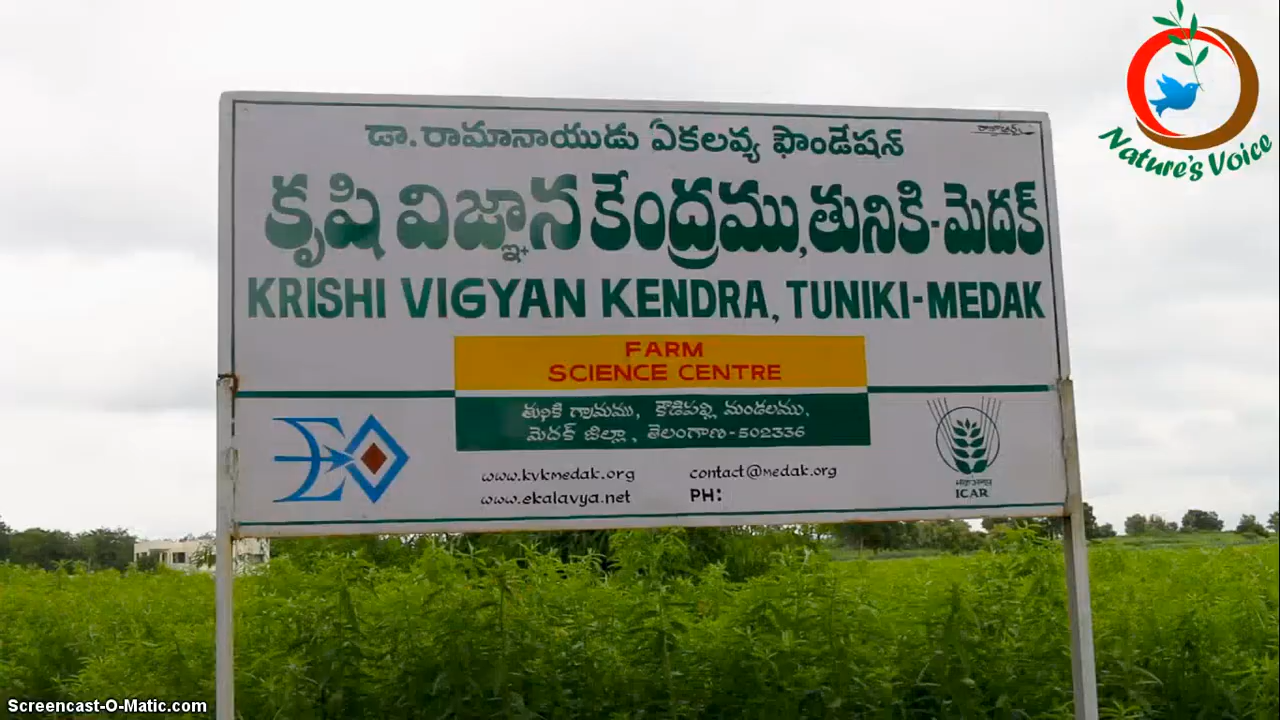 డా. రామానాయుడు ఏకలవ్య ఫౌండేషన్
కృషి విజ్ఞాన కేంద్రము, తునికి-మెదక్
KRISHI VIGYAN KENDRA, TUNIKI-MEDAK
FARM
SCIENCE CENTRE
తునికి గ్రామము, కౌడిపల్లి మండలము,
మెదక్ జిల్లా, తెలంగాణ-502336
www.kvkmedak.org contact@medak.org
www.ekalavya.net PH:
ICAR
Nature's Voice
Screencast-O-Matic.com